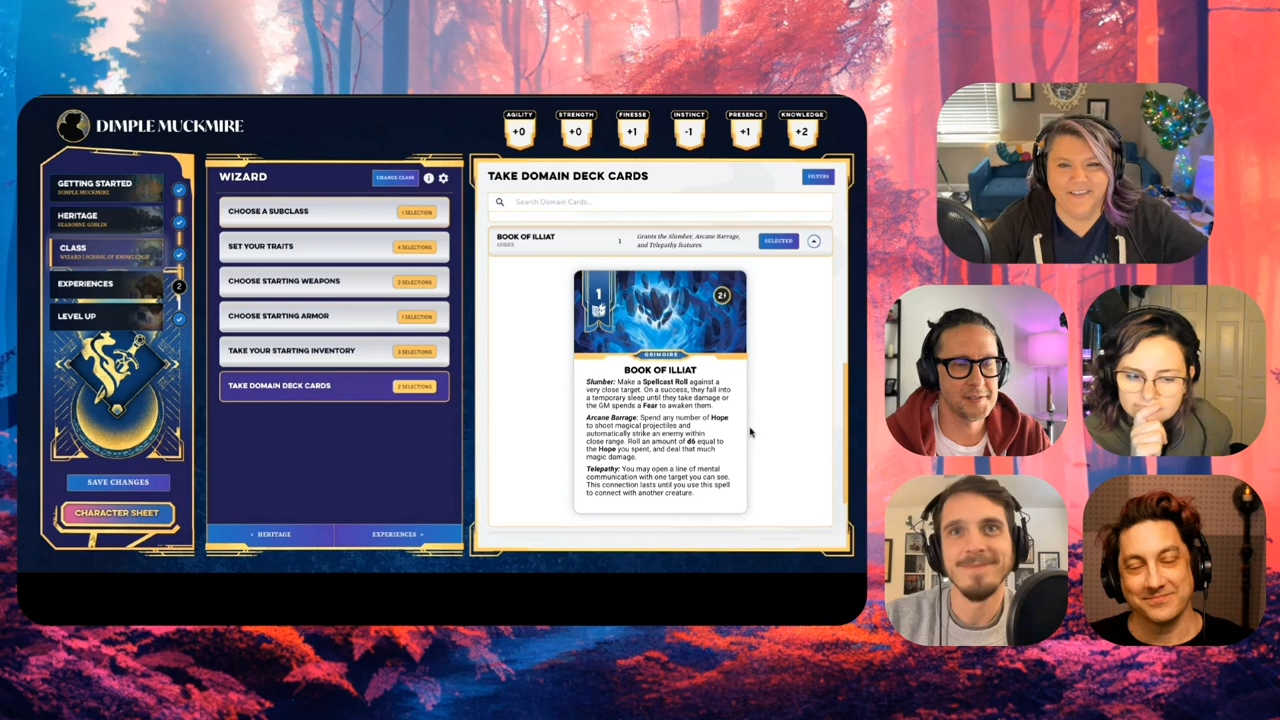 DIMPLE MUCKMIRE
AGILITY
+0
STRENGTH
+0
FINESSE
+1
INSTINCT
-1
PRESENCE
+1
KNOWLEDGE
+2
GETTING STARTED
DIMPLE MUCKMIRE
HERITAGE
SEABORNE GOBLIN
CLASS
WIZARD | SCHOOL OF KNOWLEDGE
EXPERIENCES
2
LEVEL UP
SAVE CHANGES
CHARACTER SHEET
WIZARD
CHANGE CLASS
CHOOSE A SUBCLASS
1 SELECTION
SET YOUR TRAITS
4 SELECTIONS
CHOOSE STARTING WEAPONS
2 SELECTIONS
CHOOSE STARTING ARMOR
1 SELECTION
TAKE YOUR STARTING INVENTORY
3 SELECTIONS
TAKE DOMAIN DECK CARDS
2 SELECTIONS
HERITAGE
EXPERIENCES
TAKE DOMAIN DECK CARDS
FILTERS
Search Domain Cards...
BOOK OF ILLIAT
CODEX
1
Grants the Slumber, Arcane Barrage,
and Telepathy features.
SELECTED
1
2
GRIMOIRE
BOOK OF ILLIAT
Slumber: Make a Spellcast Roll against a
very close target. On a success, they fall into
a temporary sleep until they take damage or
the GM spends a Fear to awaken them.
Arcane Barrage: Spend any number of Hope
to shoot magical projectiles and
automatically strike an enemy within
close range. Roll an amount of d6 equal to
the Hope you spent, and deal that much
magic damage.
Telepathy: You may open a line of mental
communication with one target you can see.
This connection lasts until you use this spell
to connect with another creature.